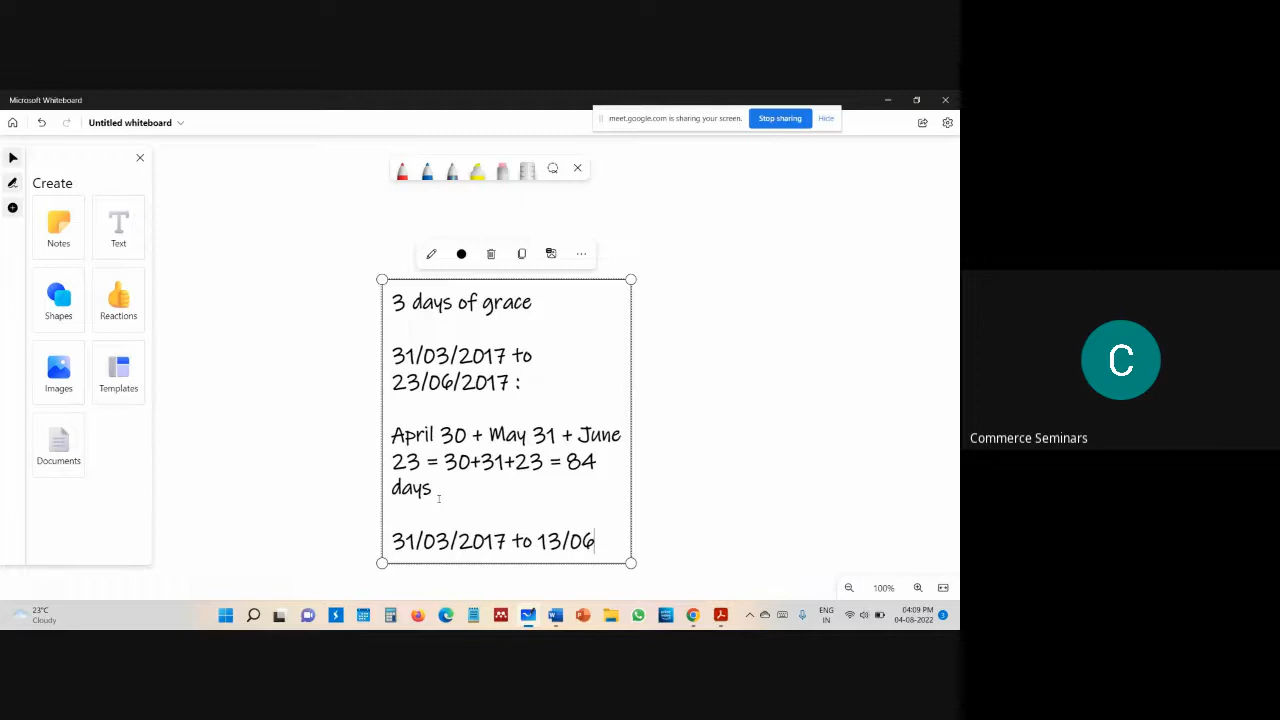 Microsoft Whiteboard
Untitled whiteboard
meet.google.com is sharing your screen.
Stop sharing
Hide
Create
Notes
Text
Shapes
Reactions
Images
Templates
Documents
3 days of grace
31/03/2017 to
23/06/2017 :
April 30 + May 31 + June
23 = 30+31+23 = 84
days
31/03/2017 to 13/06
C
Commerce Seminars
100%
23°C
Cloudy
ENG
IN
04:09 PM
04-08-2022
3